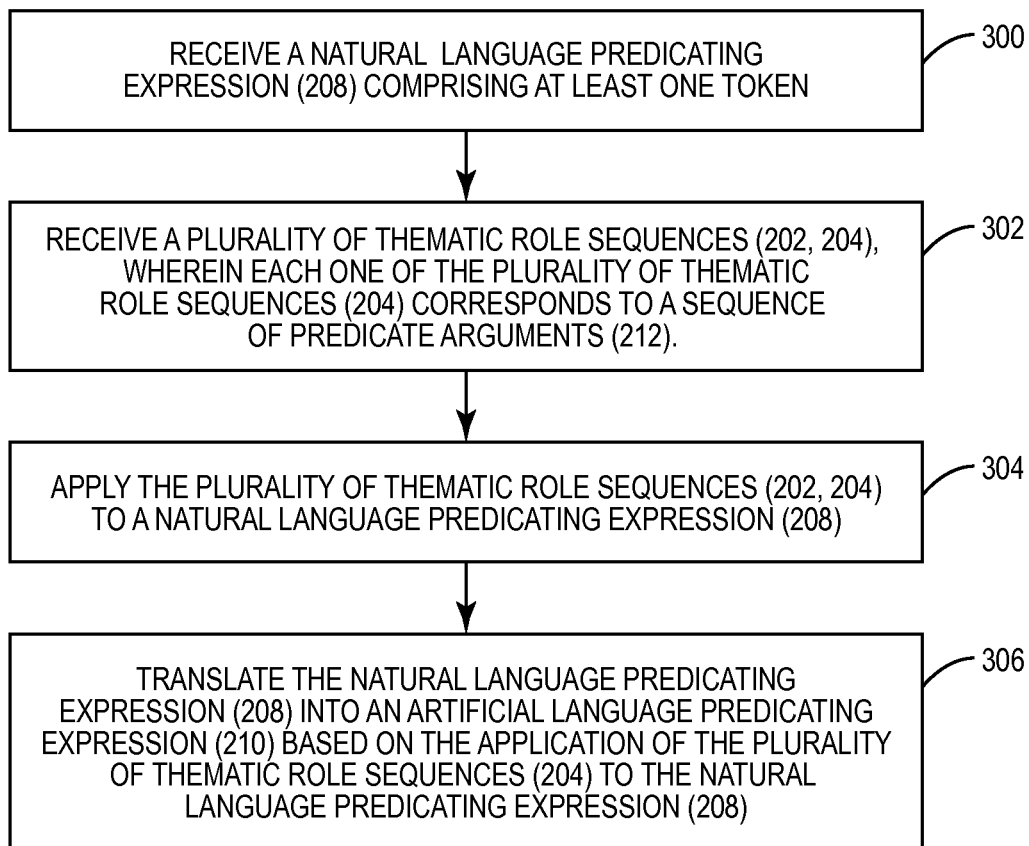 RECEIVE A NATURAL LANGUAGE PREDICATING
EXPRESSION (208) COMPRISING AT LEAST ONE TOKEN
300
RECEIVE A PLURALITY OF THEMATIC ROLE SEQUENCES (202, 204),
WHEREIN EACH ONE OF THE PLURALITY OF THEMATIC
ROLE SEQUENCES (204) CORRESPONDS TO A SEQUENCE
OF PREDICATE ARGUMENTS (212).
302
APPLY THE PLURALITY OF THEMATIC ROLE SEQUENCES (202, 204)
TO A NATURAL LANGUAGE PREDICATING EXPRESSION (208)
304
TRANSLATE THE NATURAL LANGUAGE PREDICATING
EXPRESSION (208) INTO AN ARTIFICIAL LANGUAGE PREDICATING
EXPRESSION (210) BASED ON THE APPLICATION OF THE PLURALITY
OF THEMATIC ROLE SEQUENCES (204) TO THE NATURAL
LANGUAGE PREDICATING EXPRESSION (208)
306